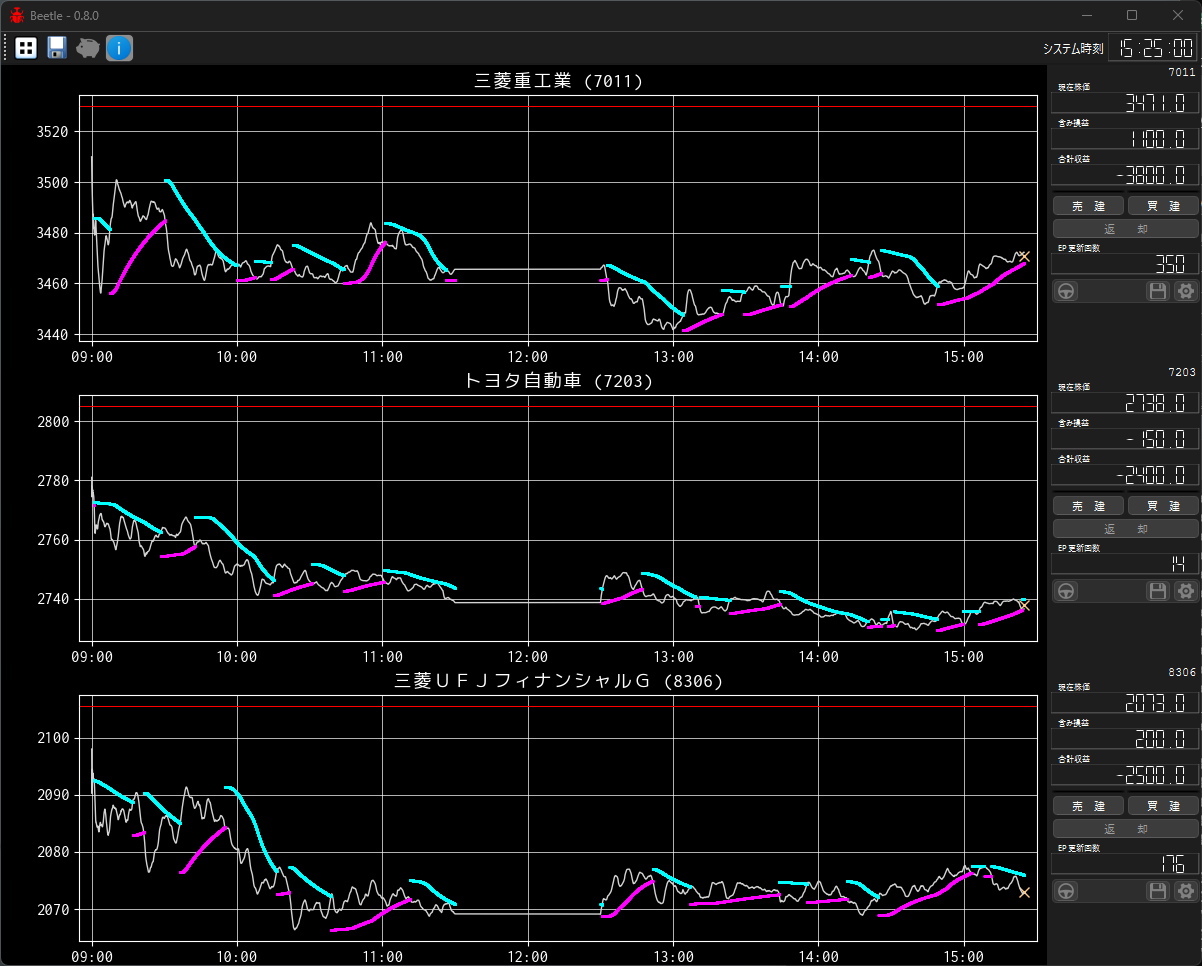 Beetle - 0.8.0
システム時刻 15:25:00
三菱重工業 (7011)
3520
3500
3480
3460
3440
09:00 10:00 11:00 12:00 13:00 14:00 15:00
7011
現在株価
3471.0
含み損益
1100.0
合計収益
-3800.0
売 建 買 建
返 却
EP 更新回数
350
トヨタ自動車 (7203)
2800
2780
2760
2740
09:00 10:00 11:00 12:00 13:00 14:00 15:00
7203
現在株価
2738.0
含み損益
-150.0
合計収益
-2400.0
売 建 買 建
返 却
EP 更新回数
14
三菱ＵＦＪフィナンシャルＧ (8306)
2100
2090
2080
2070
09:00 10:00 11:00 12:00 13:00 14:00 15:00
8306
現在株価
2073.0
含み損益
200.0
合計収益
-2500.0
売 建 買 建
返 却
EP 更新回数
176